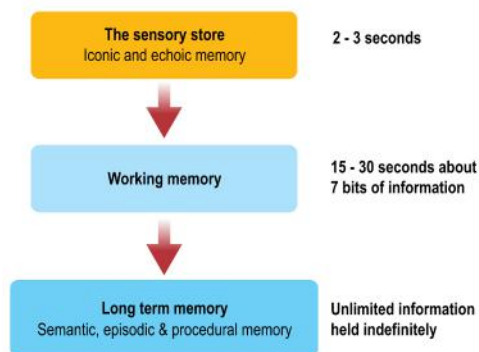 The sensory store
Iconic and echoic memory
2 - 3 seconds
Working memory
15 - 30 seconds about
7 bits of information
Long term memory
Semantic, episodic & procedural memory
Unlimited information
held indefinitely